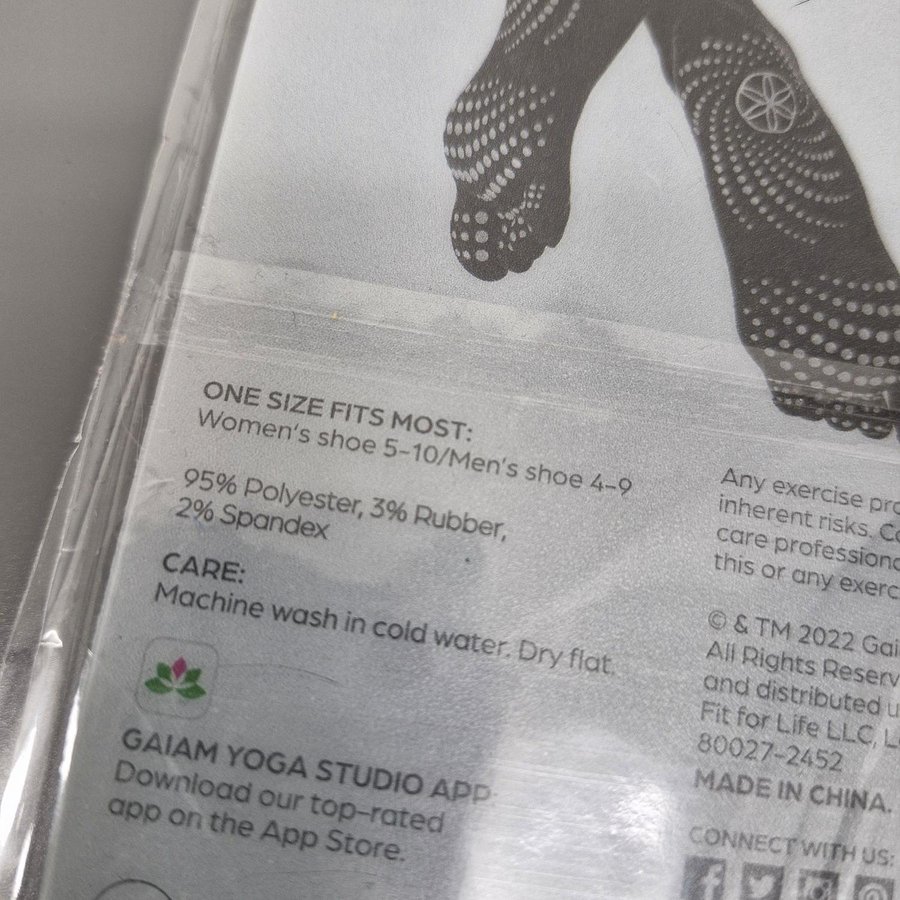 ONE SIZE FITS MOST:
Women's shoe 5-10/Men's shoe 4-9
95% Polyester, 3% Rubber,
2% Spandex
CARE:
Machine wash in cold water. Dry flat.
GAIAM YOGA STUDIO APP:
Download our top-rated
app on the App Store.
Any exercise
inherent risks.
care
this or any
© & TM 2022
All Rights
and distributed
Fit for Life LLC,
80027-2452
MADE IN CHINA.
CONNECT WITH US: